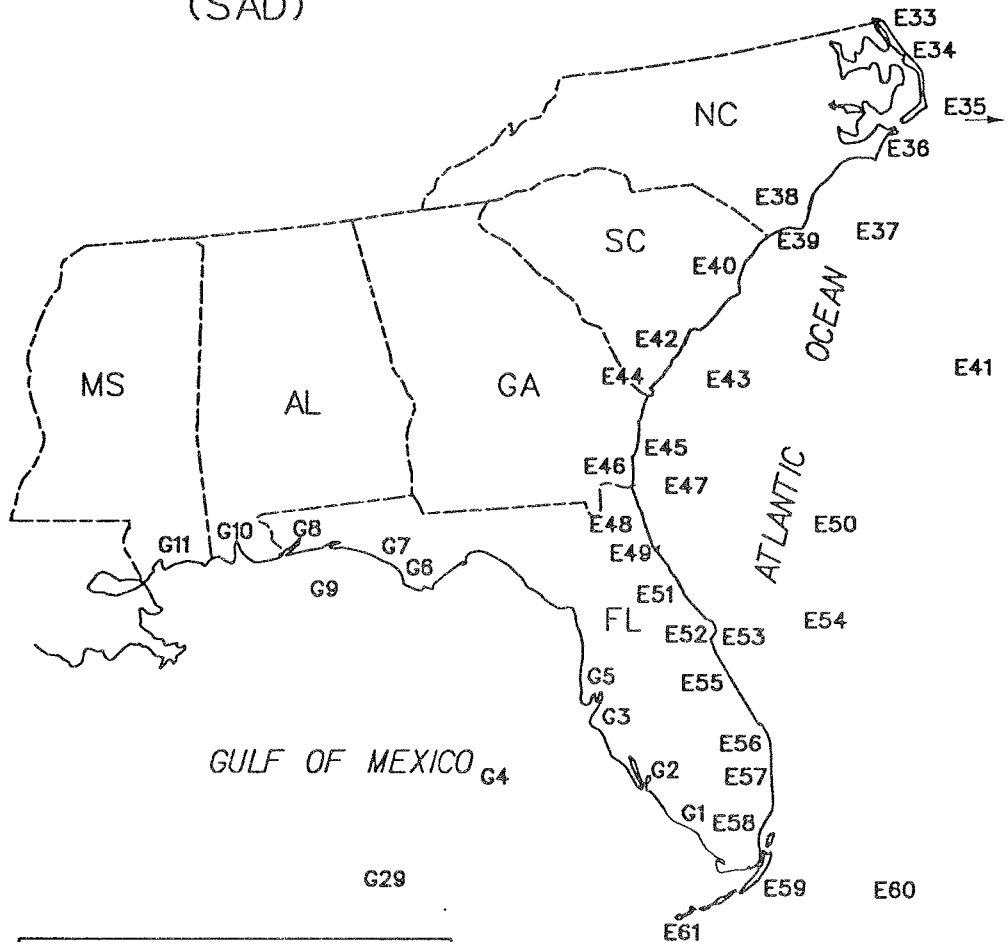 (SAD)
E33
E34
E35
NC
E36
E38
E37
SC
E39
E40
OCEAN
E42
E41
E44
E43
MS
AL
GA
E45
E46
E47
ATLANTIC
E48
E50
G10
G8
G11
G7
E49
G6
G9
E51
FL
E54
E52
E53
G5
E55
G3
E56
GULF OF MEXICO
G4
G2
E57
G1
E58
G29
E59
E60
E61